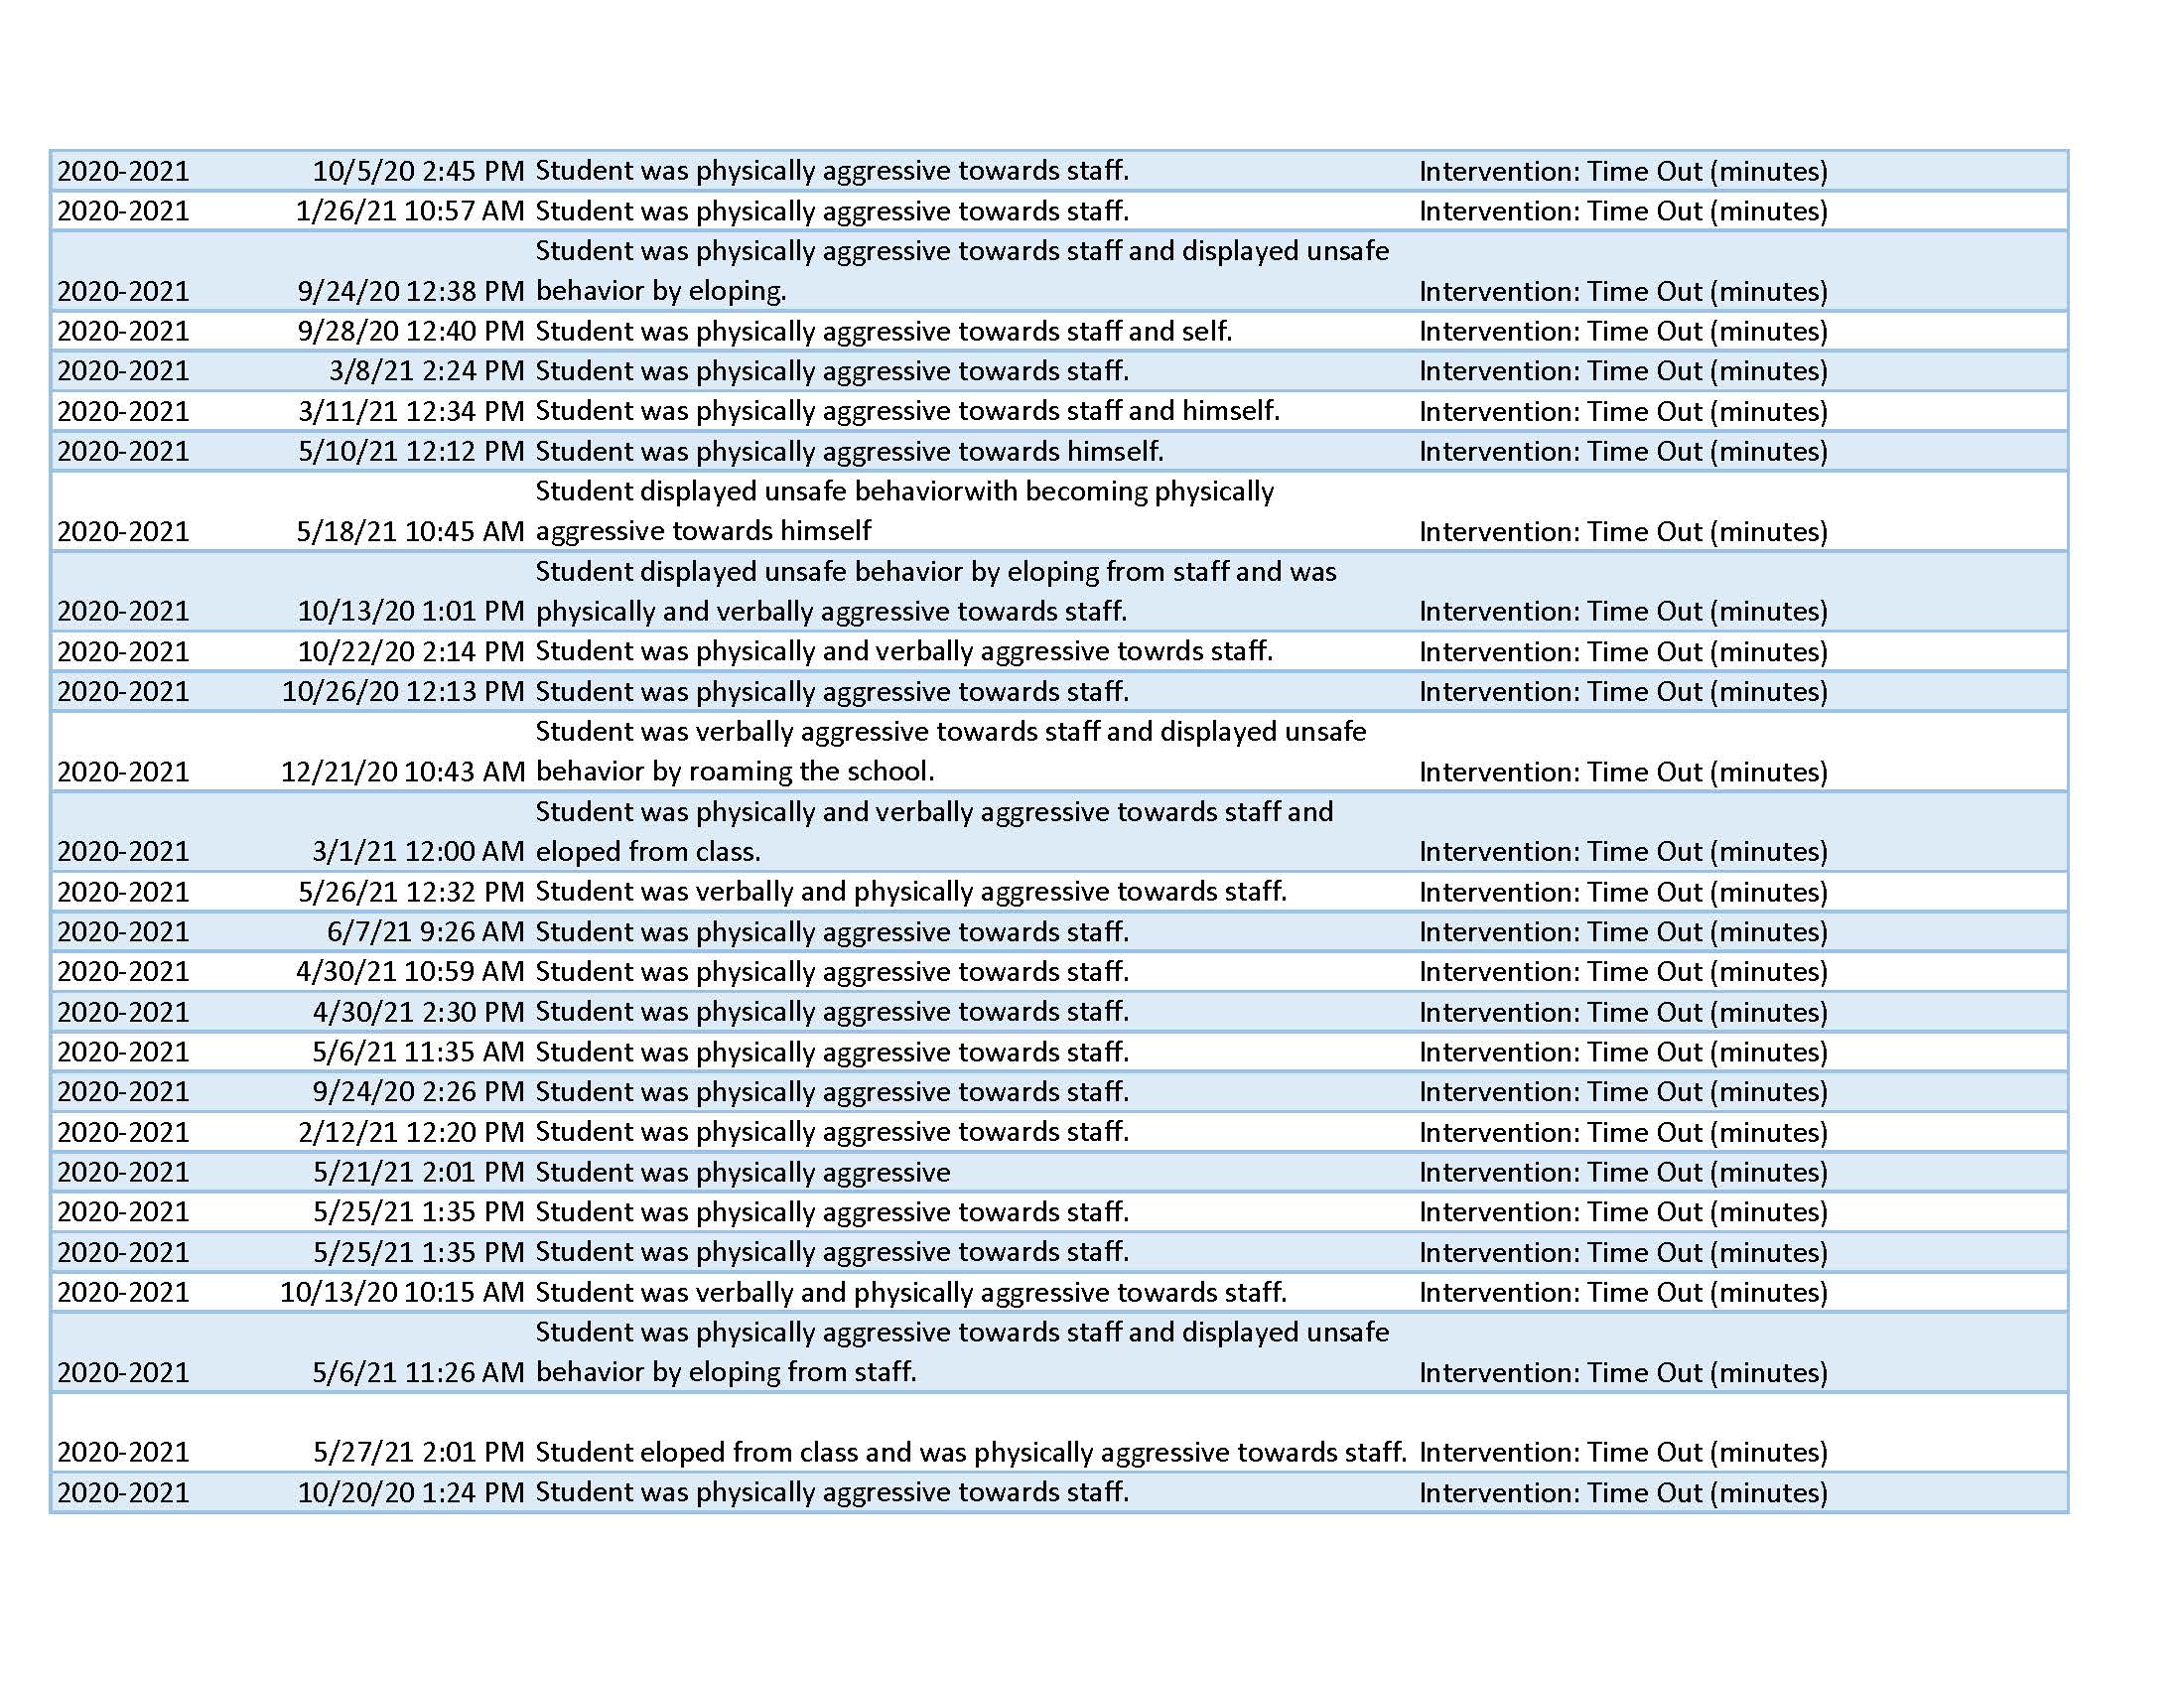 2020-2021 10/5/20 2:45 PM Student was physically aggressive towards staff. Intervention: Time Out (minutes)
2020-2021 1/26/21 10:57 AM Student was physically aggressive towards staff. Intervention: Time Out (minutes)
Student was physically aggressive towards staff and displayed unsafe
2020-2021 9/24/20 12:38 PM behavior by eloping. Intervention: Time Out (minutes)
2020-2021 9/28/20 12:40 PM Student was physically aggressive towards staff and self. Intervention: Time Out (minutes)
2020-2021 3/8/21 2:24 PM Student was physically aggressive towards staff. Intervention: Time Out (minutes)
2020-2021 3/11/21 12:34 PM Student was physically aggressive towards staff and himself. Intervention: Time Out (minutes)
2020-2021 5/10/21 12:12 PM Student was physically aggressive towards himself. Intervention: Time Out (minutes)
Student displayed unsafe behaviorwith becoming physically
2020-2021 5/18/21 10:45 AM aggressive towards himself Intervention: Time Out (minutes)
Student displayed unsafe behavior by eloping from staff and was
2020-2021 10/13/20 1:01 PM physically and verbally aggressive towards staff. Intervention: Time Out (minutes)
2020-2021 10/22/20 2:14 PM Student was physically and verbally aggressive towrds staff. Intervention: Time Out (minutes)
2020-2021 10/26/20 12:13 PM Student was physically aggressive towards staff. Intervention: Time Out (minutes)
Student was verbally aggressive towards staff and displayed unsafe
2020-2021 12/21/20 10:43 AM behavior by roaming the school. Intervention: Time Out (minutes)
Student was physically and verbally aggressive towards staff and
2020-2021 3/1/21 12:00 AM eloped from class. Intervention: Time Out (minutes)
2020-2021 5/26/21 12:32 PM Student was verbally and physically aggressive towards staff. Intervention: Time Out (minutes)
2020-2021 6/7/21 9:26 AM Student was physically aggressive towards staff. Intervention: Time Out (minutes)
2020-2021 4/30/21 10:59 AM Student was physically aggressive towards staff. Intervention: Time Out (minutes)
2020-2021 4/30/21 2:30 PM Student was physically aggressive towards staff. Intervention: Time Out (minutes)
2020-2021 5/6/21 11:35 AM Student was physically aggressive towards staff. Intervention: Time Out (minutes)
2020-2021 9/24/20 2:26 PM Student was physically aggressive towards staff. Intervention: Time Out (minutes)
2020-2021 2/12/21 12:20 PM Student was physically aggressive towards staff. Intervention: Time Out (minutes)
2020-2021 5/21/21 2:01 PM Student was physically aggressive Intervention: Time Out (minutes)
2020-2021 5/25/21 1:35 PM Student was physically aggressive towards staff. Intervention: Time Out (minutes)
2020-2021 5/25/21 1:35 PM Student was physically aggressive towards staff. Intervention: Time Out (minutes)
2020-2021 10/13/20 10:15 AM Student was verbally and physically aggressive towards staff. Intervention: Time Out (minutes)
Student was physically aggressive towards staff and displayed unsafe
2020-2021 5/6/21 11:26 AM behavior by eloping from staff. Intervention: Time Out (minutes)
2020-2021 5/27/21 2:01 PM Student eloped from class and was physically aggressive towards staff. Intervention: Time Out (minutes)
2020-2021 10/20/20 1:24 PM Student was physically aggressive towards staff. Intervention: Time Out (minutes)